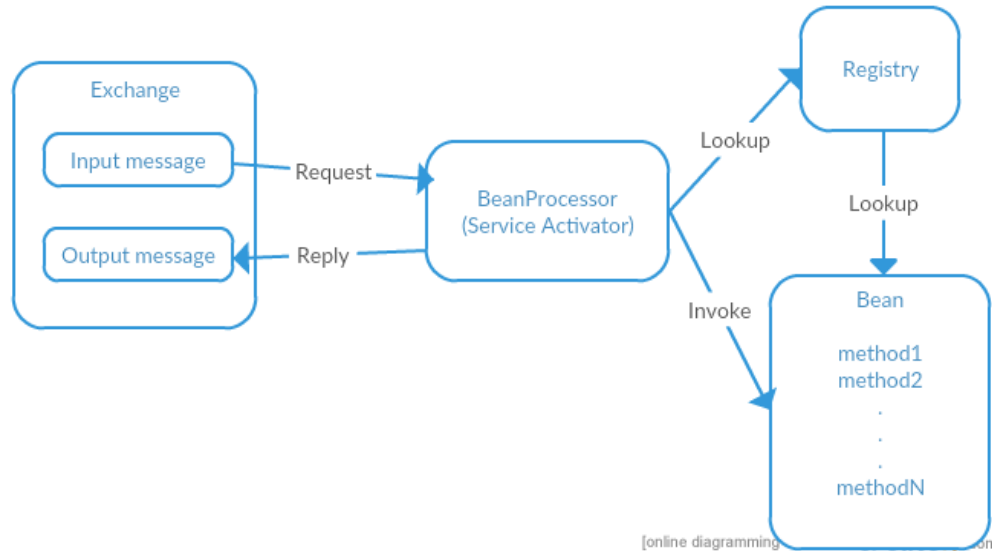 Exchange
Input message
Output message
Request
Reply
BeanProcessor
(Service Activator)
Lookup
Registry
Lookup
Invoke
Bean
method1
method2
.
.
.
methodN
[online diagramming